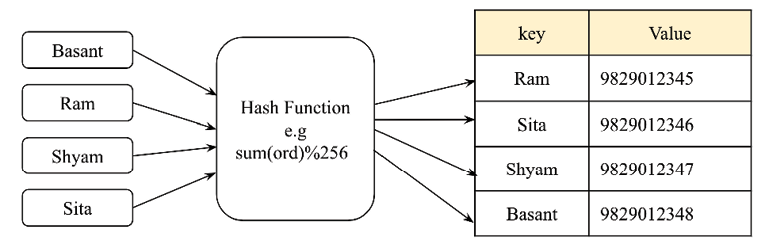 Basant
Ram
Shyam
Sita
Hash Function
e.g
sum(ord)%256
key Value
Ram 9829012345
Sita 9829012346
Shyam 9829012347
Basant 9829012348